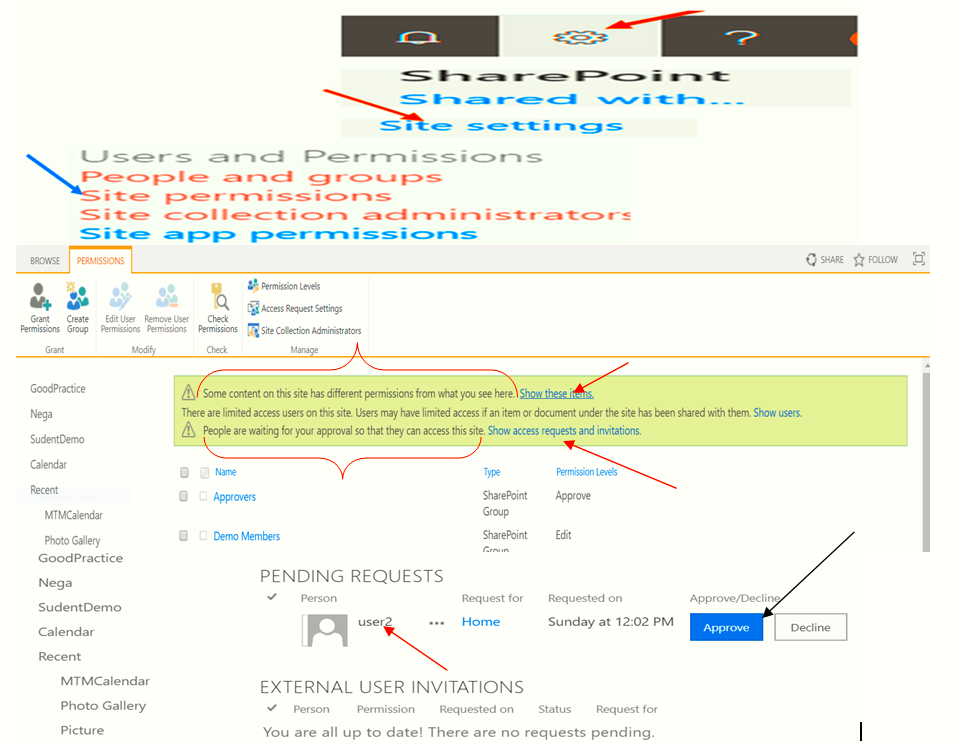 ?
SharePoint
Shared with...
Site settings
Users and Permissions
People and groups
Site permissions
Site collection administrators
Site app permissions
BROWSE PERMISSIONS SHARE FOLLOW
Grant Permissions Create Group Edit User Permissions Remove User Permissions Check Permissions
Permission Levels
Access Request Settings
Site Collection Administrators
Grant Modify Check Manage
GoodPractice
Nega
SudentDemo
Calendar
Recent
MTMCalendar
Photo Gallery
Some content on this site has different permissions from what you see here. Show these items.
There are limited access users on this site. Users may have limited access if an item or document under the site has been shared with them. Show users.
People are waiting for your approval so that they can access this site. Show access requests and invitations.
Name Type Permission Levels
Approvers SharePoint Group Approve
Demo Members SharePoint Group Edit
GoodPractice
Nega
SudentDemo
Calendar
Recent
MTMCalendar
Photo Gallery
Picture
PENDING REQUESTS
Person Request for Requested on Approve/Decline
user2 ... Home Sunday at 12:02 PM Approve Decline
EXTERNAL USER INVITATIONS
Person Permission Requested on Status Request for
You are all up to date! There are no requests pending.